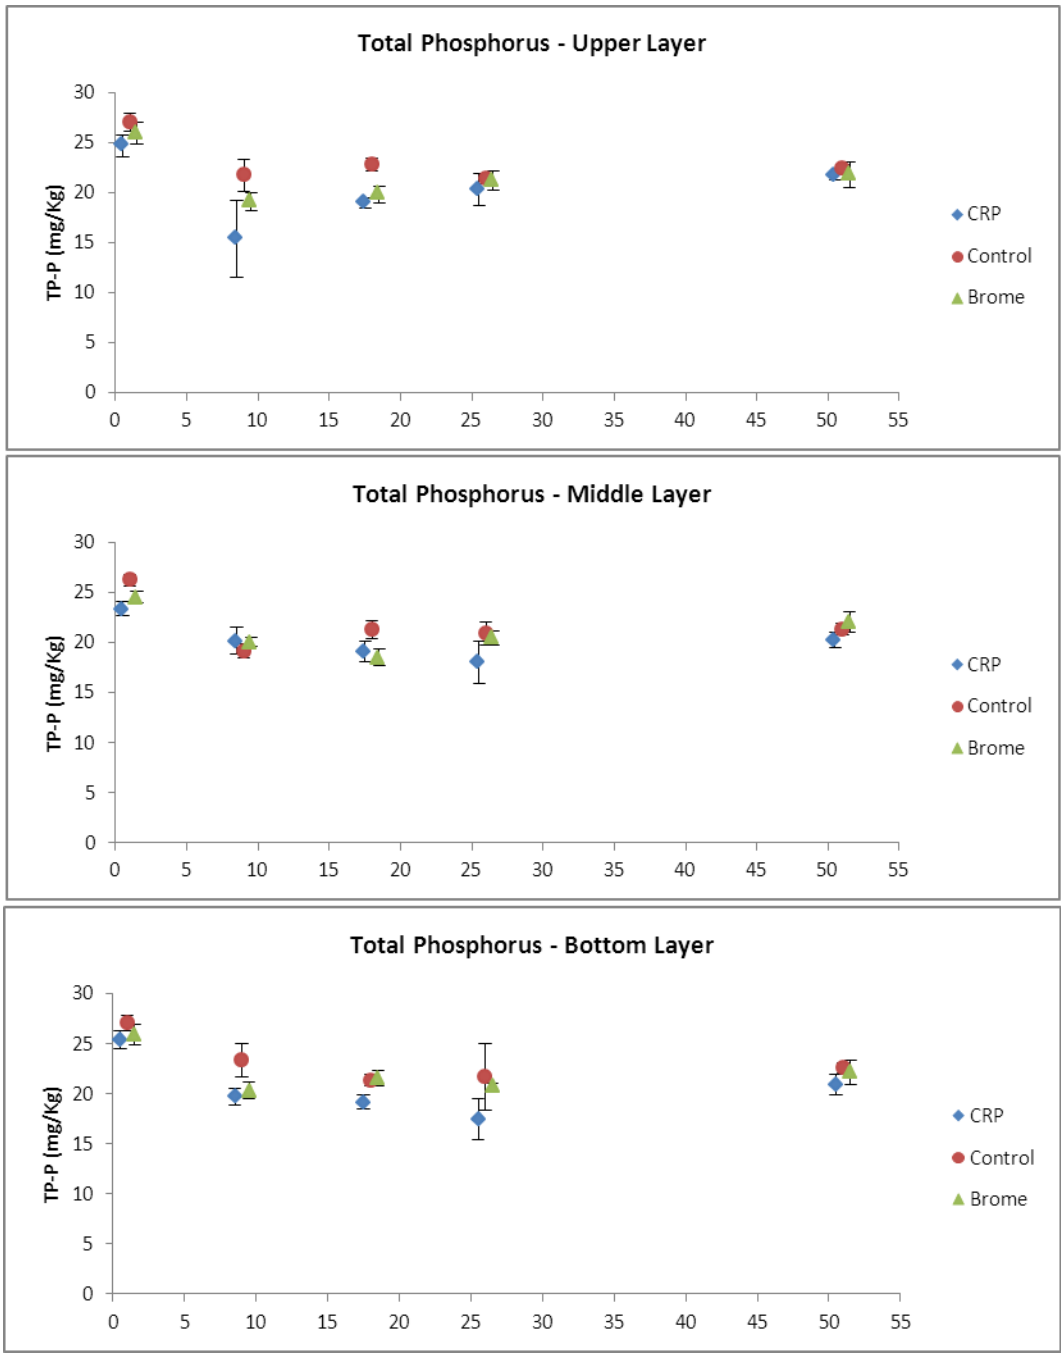 Total Phosphorus - Upper Layer
TP-P (mg/Kg)
30
25
20
15
10
5
0
0 5 10 15 20 25 30 35 40 45 50 55
CRP
Control
Brome
Total Phosphorus - Middle Layer
TP-P (mg/Kg)
30
25
20
15
10
5
0
0 5 10 15 20 25 30 35 40 45 50 55
CRP
Control
Brome
Total Phosphorus - Bottom Layer
TP-P (mg/Kg)
30
25
20
15
10
5
0
0 5 10 15 20 25 30 35 40 45 50 55
CRP
Control
Brome